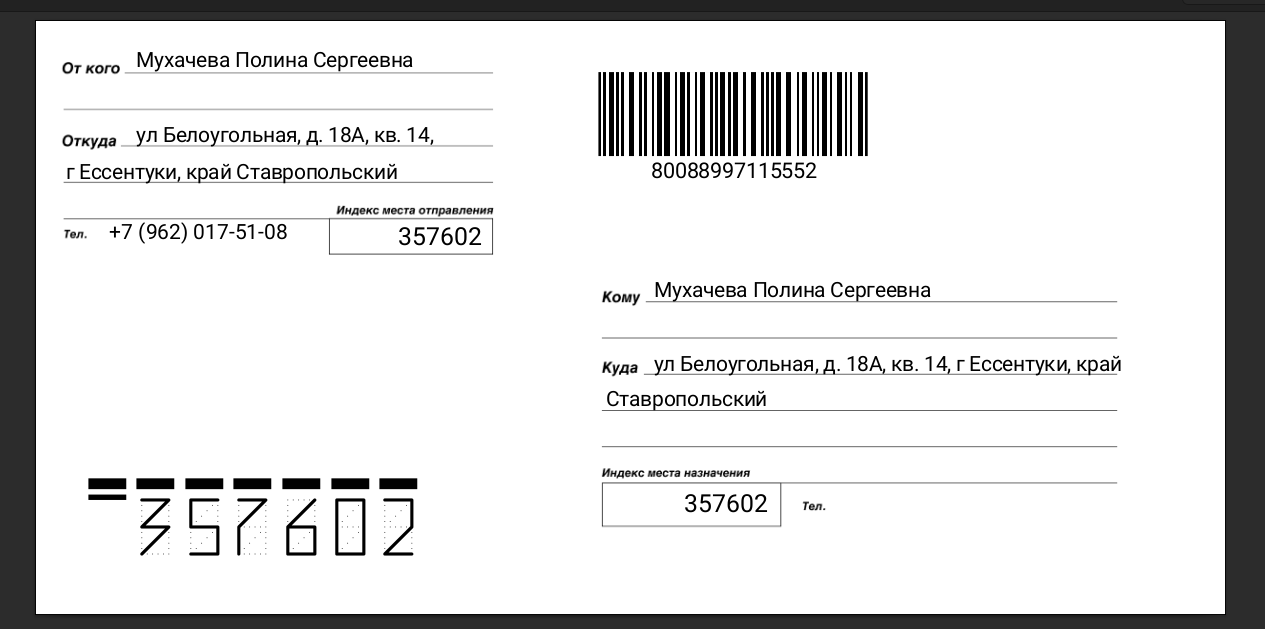 От кого Мухачева Полина Сергеевна
Откуда ул Белоугольная, д. 18А, кв. 14,
г Ессентуки, край Ставропольский
Индекс места отправления
Тел. +7 (962) 017-51-08 357602
80088997115552
Кому Мухачева Полина Сергеевна
Куда ул Белоугольная, д. 18А, кв. 14, г Ессентуки, край
Ставропольский
Индекс места назначения
357602 Тел.
357602